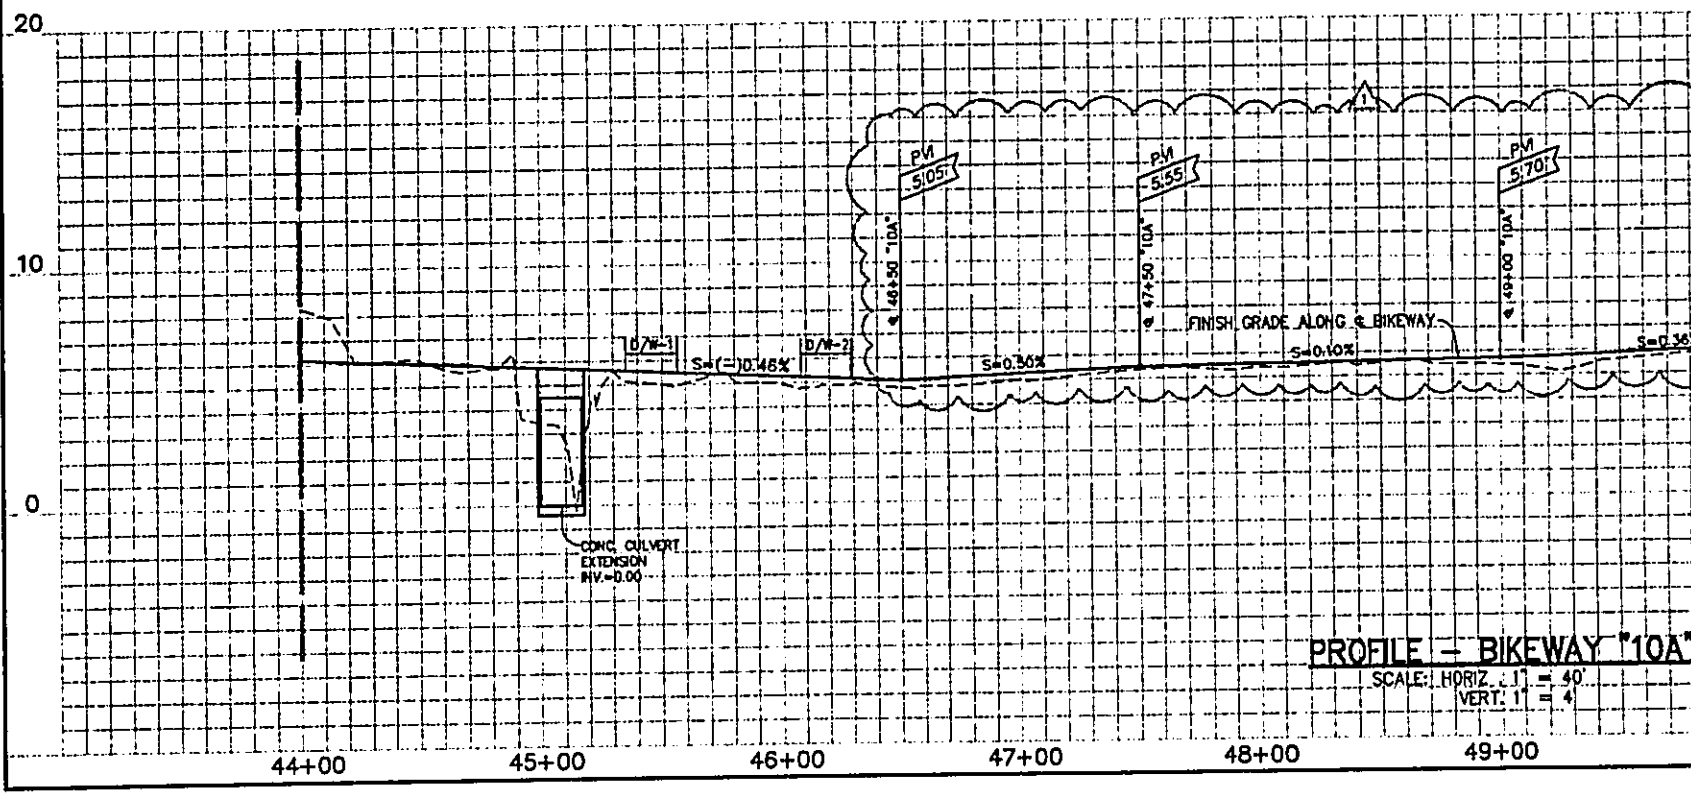 20
10
0
1
PVI
5.05'
PVI
5.55
PVI
5.70'
℄ 46+50 "10A"
℄ 47+50 "10A"
℄ 49+00 "10A"
FINISH GRADE ALONG ℄ BIKEWAY
D/W-1
D/W-2
S=(-)0.46%
S=0.50%
S=0.10%
S=0.36
CONC. CULVERT
EXTENSION
INV.=0.00
PROFILE - BIKEWAY "10A"
SCALE: HORIZ. 1" = 40'
VERT. 1" = 4'
44+00
45+00
46+00
47+00
48+00
49+00